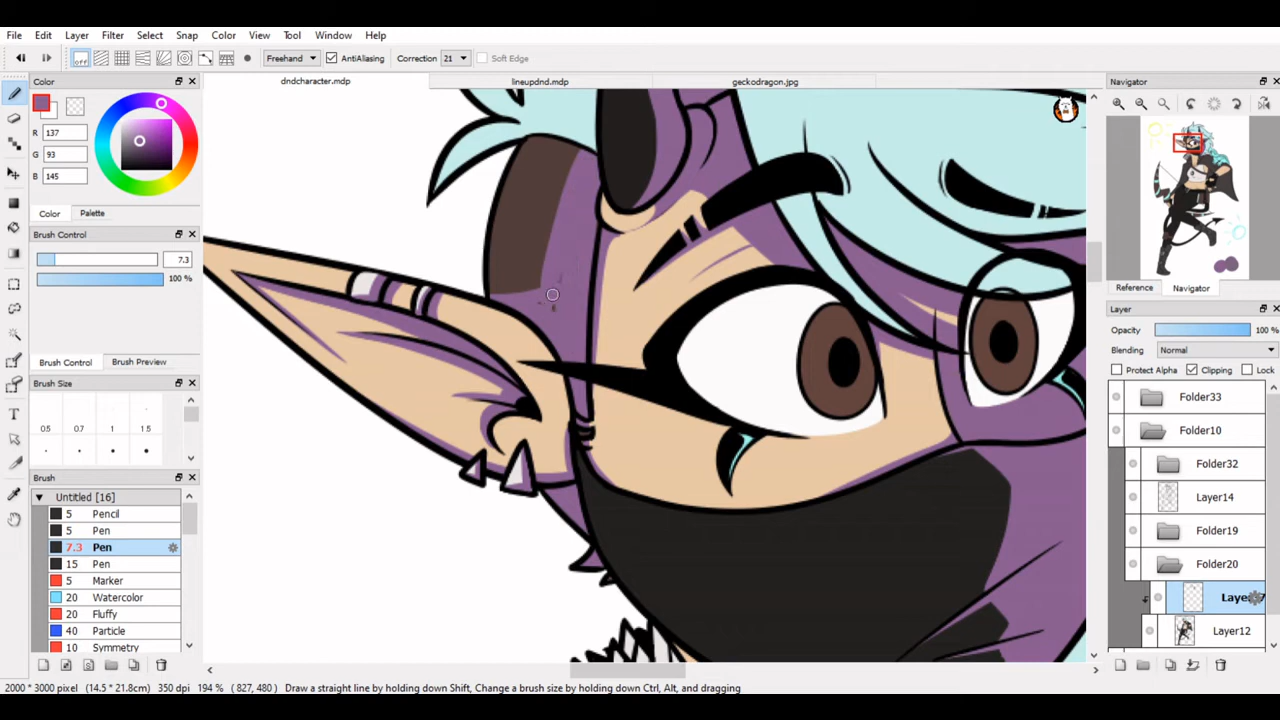 File Edit Layer Filter Select Snap Color View Tool Window Help
off Freehand AntiAliasing Correction 21 Soft Edge
Color
R 137
G 93
B 145
Color Palette
Brush Control
7.3
100 %
Brush Control Brush Preview
Brush Size
0.5 0.7 1 1.5
Brush
Untitled [16]
5 Pencil
5 Pen
7.3 Pen
15 Pen
5 Marker
20 Watercolor
20 Fluffy
40 Particle
10 Symmetry
dndcharacter.mdp lineupdnd.mdp geckodragon.jpg
Navigator
Reference Navigator
Layer
Opacity 100 %
Blending Normal
Protect Alpha Clipping Lock
Folder33
Folder10
Folder32
Layer14
Folder19
Folder20
Layer12
2000 * 3000 pixel (14.5 * 21.8cm) 350 dpi 194 % ( 827, 480 ) Draw a straight line by holding down Shift, Change a brush size by holding down Ctrl, Alt, and dragging